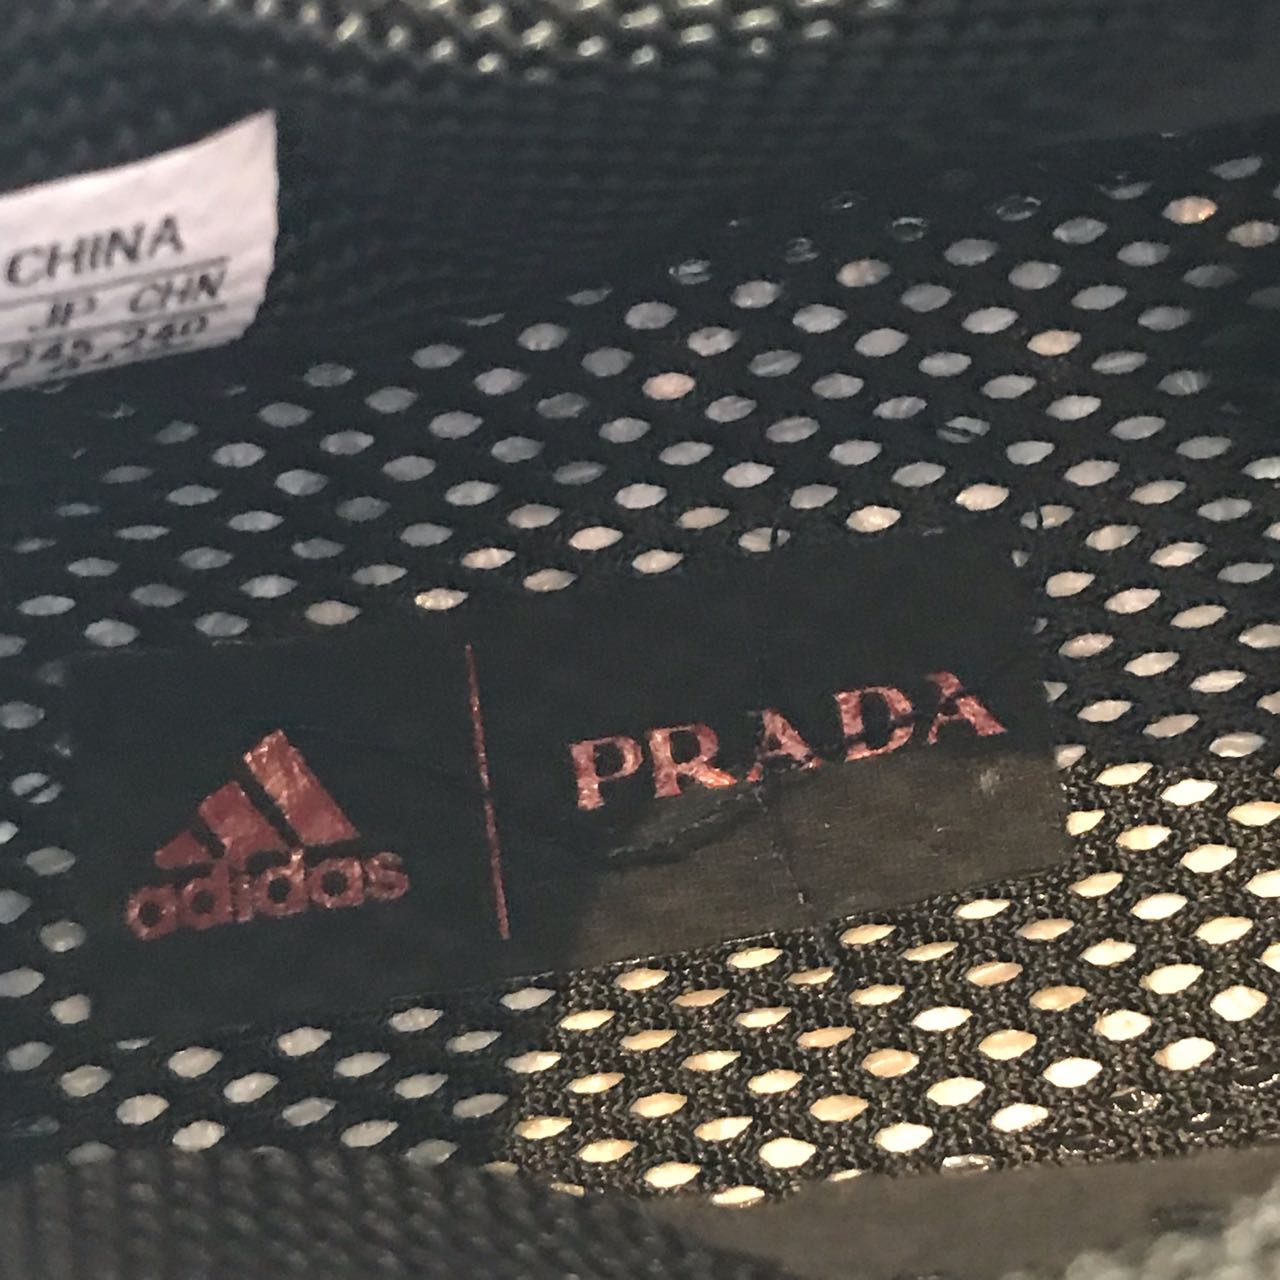 CHINA
JP CHN
245 240
adidas
PRADA